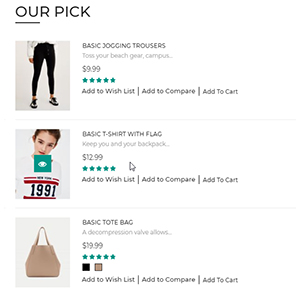 OUR PICK
BASIC JOGGING TROUSERS
Toss your beach gear, campus...
$9.99
Add to Wish List | Add to Compare | Add To Cart
BASIC T-SHIRT WITH FLAG
Keep you and your backpack...
$12.99
Add to Wish List | Add to Compare | Add To Cart
NEW YORK
1991
BASIC TOTE BAG
A decompression valve allows...
$19.99
Add to Wish List | Add to Compare | Add To Cart